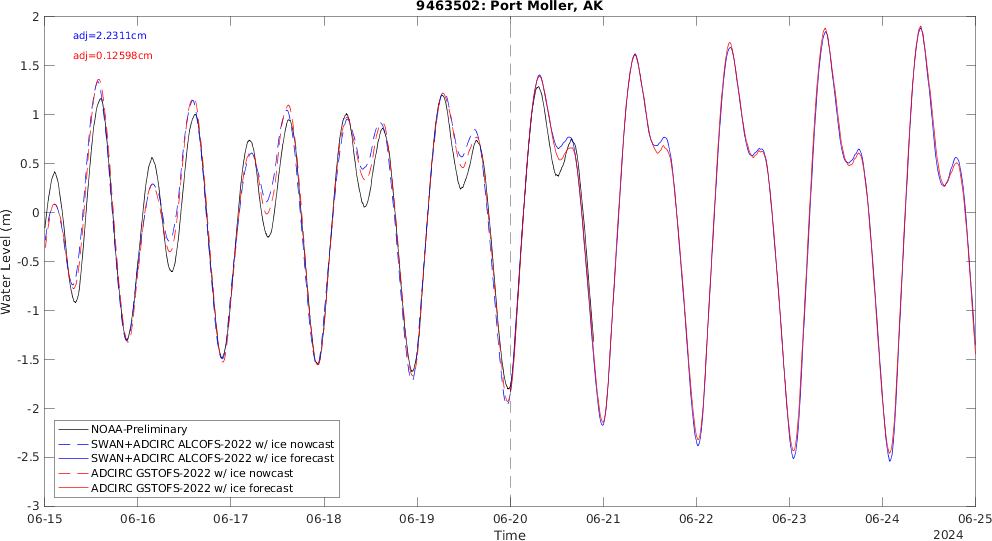 9463502: Port Moller, AK
adj=2.2311cm
adj=0.12598cm
Water Level (m)
2
1.5
1
0.5
0
-0.5
-1
-1.5
-2
-2.5
-3
NOAA-Preliminary
SWAN+ADCIRC ALCOFS-2022 w/ ice nowcast
SWAN+ADCIRC ALCOFS-2022 w/ ice forecast
ADCIRC GSTOFS-2022 w/ ice nowcast
ADCIRC GSTOFS-2022 w/ ice forecast
06-15 06-16 06-17 06-18 06-19 06-20 06-21 06-22 06-23 06-24 06-25
Time
2024